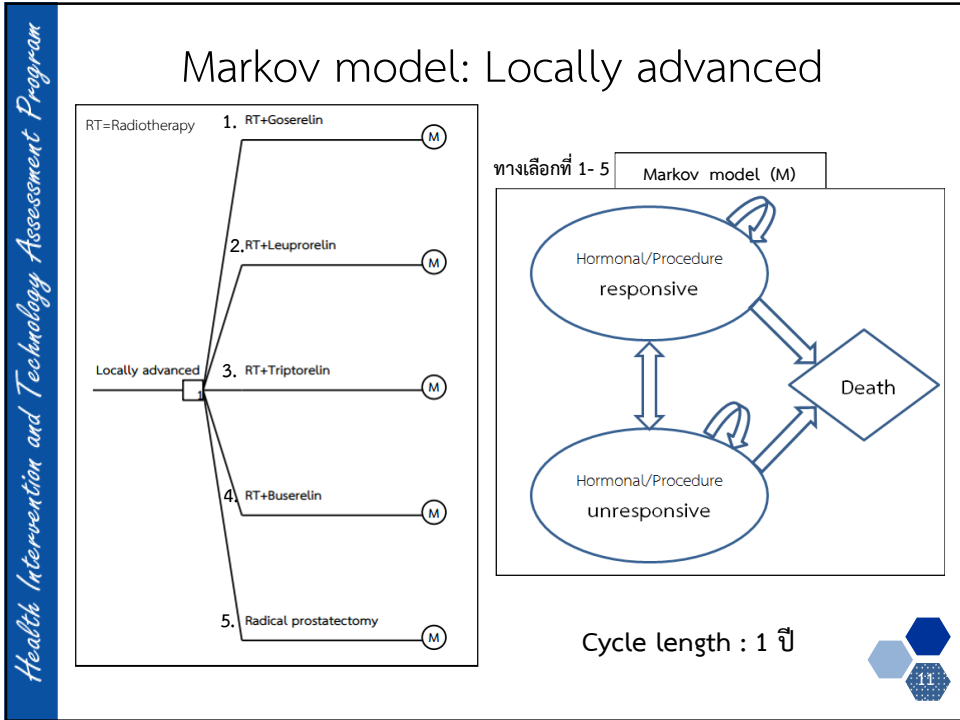 Health Intervention and Technology Assessment Program
Markov model: Locally advanced
RT=Radiotherapy
1. RT+Goserelin
M
2. RT+Leuprorelin
M
Locally advanced
1
3. RT+Triptorelin
M
4. RT+Buserelin
M
5. Radical prostatectomy
M
ทางเลือกที่ 1- 5
Markov model (M)
Hormonal/Procedure
responsive
Death
Hormonal/Procedure
unresponsive
Cycle length : 1 ปี
11